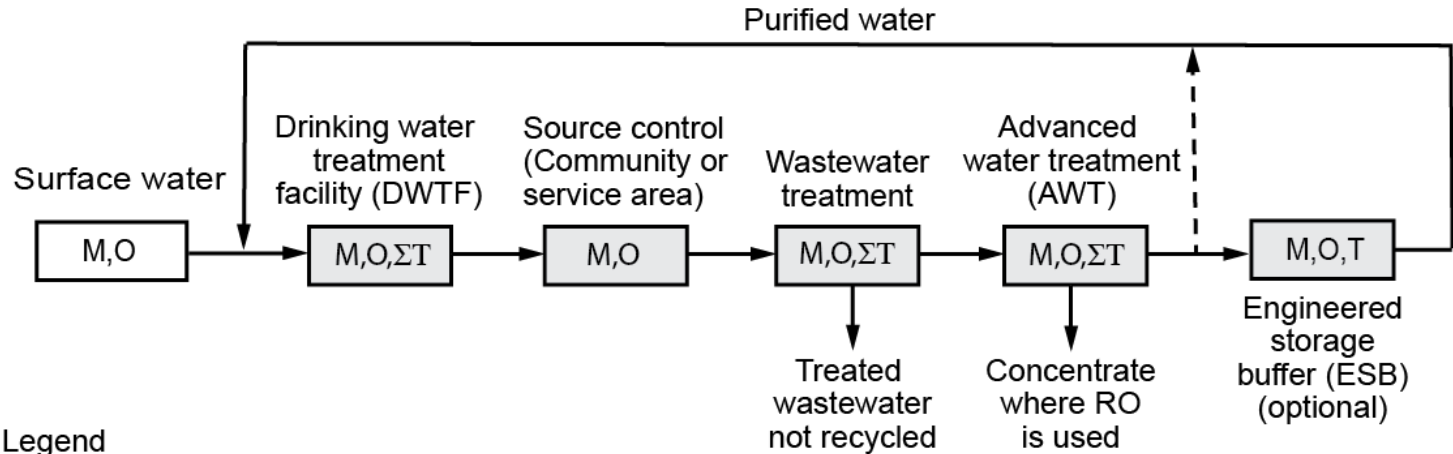 Purified water
Surface water
M,O
Drinking water
treatment
facility (DWTF)
M,O,ΣT
Source control
(Community or
service area)
M,O
Wastewater
treatment
M,O,ΣT
Treated
wastewater
not recycled
Advanced
water treatment
(AWT)
M,O,ΣT
Concentrate
where RO
is used
M,O,T
Engineered
storage
buffer (ESB)
(optional)
Legend